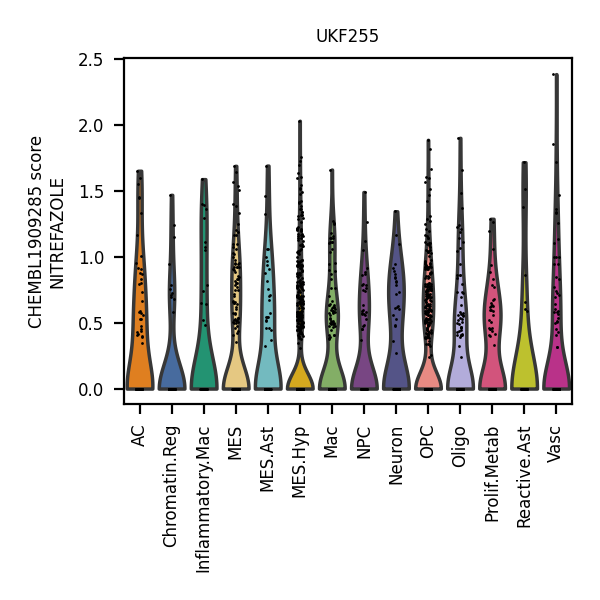 UKF255
CHEMBL1909285 score
NITREFAZOLE
2.5
2.0
1.5
1.0
0.5
0.0
AC
Chromatin.Reg
Inflammatory.Mac
MES
MES.Ast
MES.Hyp
Mac
NPC
Neuron
OPC
Oligo
Prolif.Metab
Reactive.Ast
Vasc